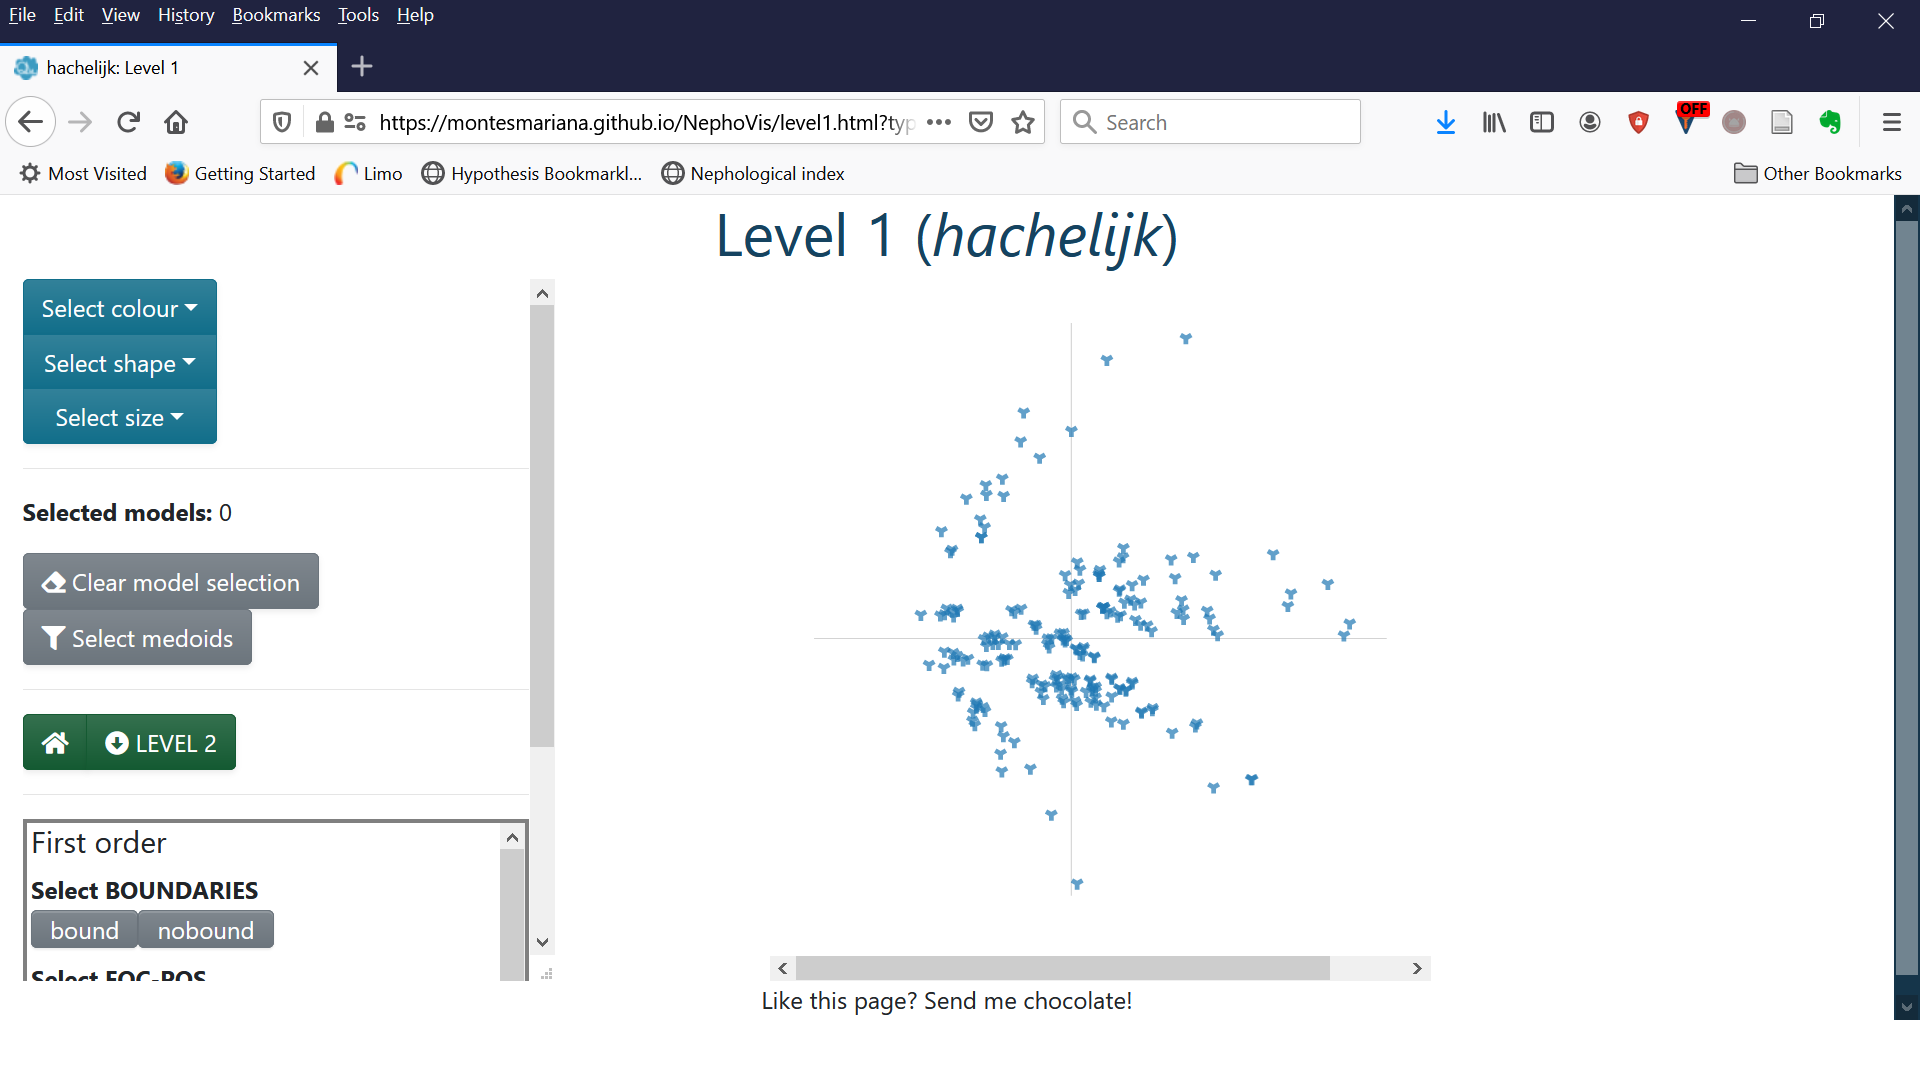 File Edit View History Bookmarks Tools Help
hachelijk: Level 1
https://montesmariana.github.io/NephoVis/level1.html?typ
Search
OFF
Most Visited Getting Started Limo Hypothesis Bookmarkl... Nephological index Other Bookmarks
Level 1 (hachelijk)
Select colour
Select shape
Select size
Selected models: 0
Clear model selection
Select medoids
LEVEL 2
First order
Select BOUNDARIES
bound nobound
Select FOC-POS
Like this page? Send me chocolate!